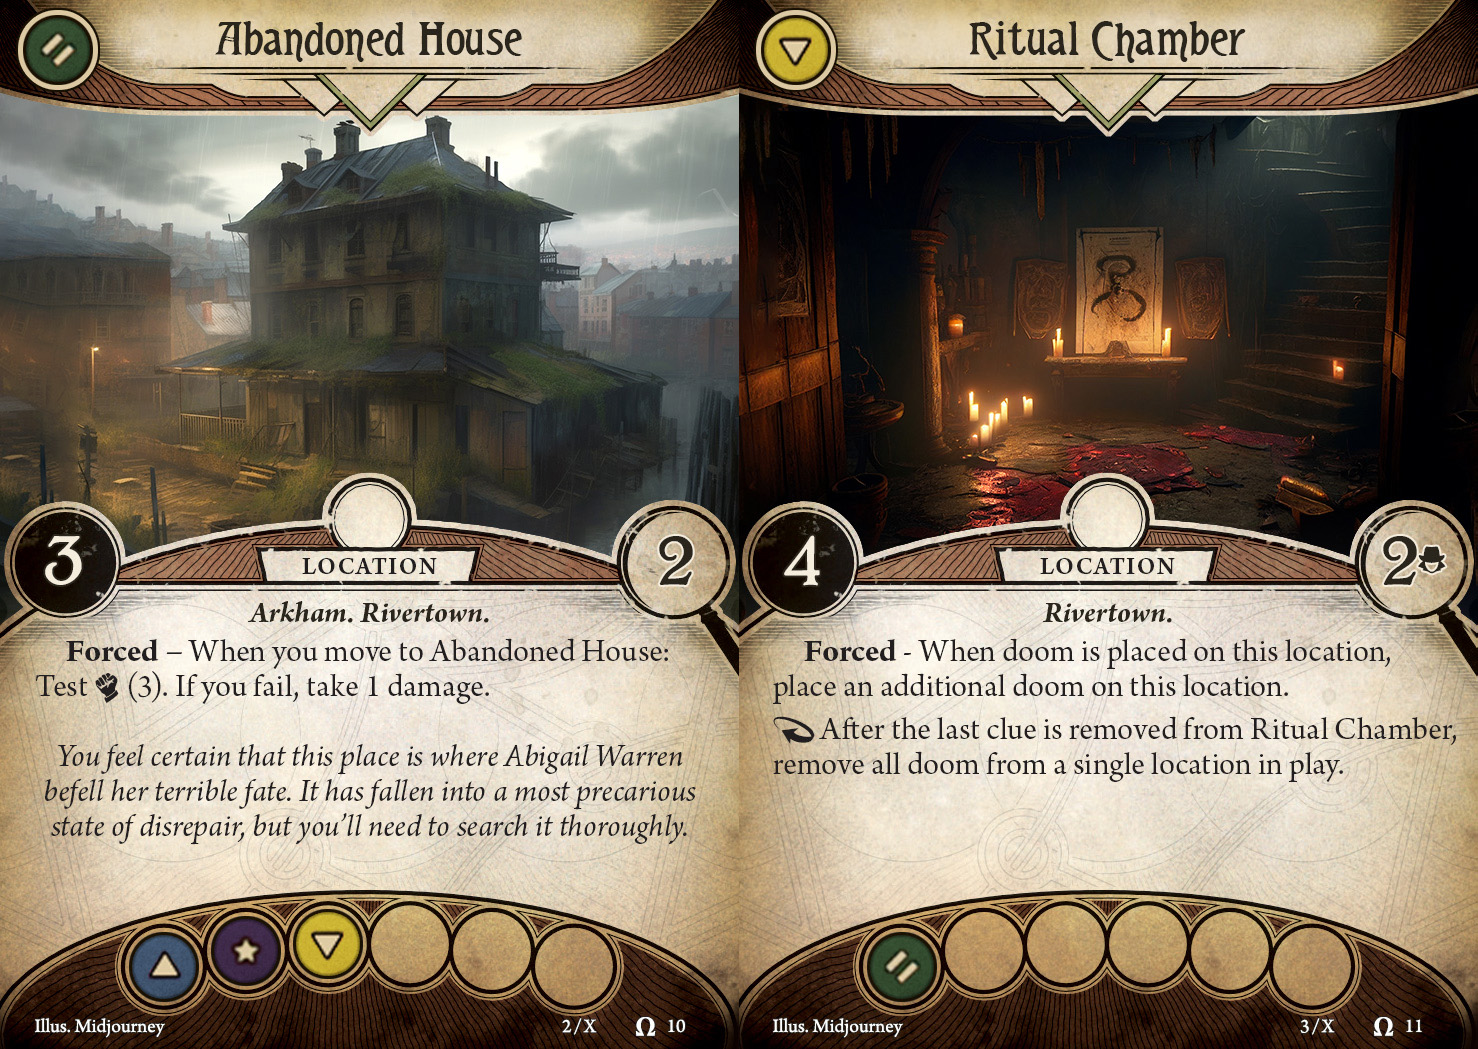 Abandoned House
3
LOCATION
2
Arkham. Rivertown.
Forced – When you move to Abandoned House:
Test (3). If you fail, take 1 damage.
You feel certain that this place is where Abigail Warren
befell her terrible fate. It has fallen into a most precarious
state of disrepair, but you'll need to search it thoroughly.
Illus. Midjourney
2/X
Ω 10
Ritual Chamber
4
LOCATION
2
Rivertown.
Forced - When doom is placed on this location,
place an additional doom on this location.
After the last clue is removed from Ritual Chamber,
remove all doom from a single location in play.
Illus. Midjourney
3/X
Ω 11